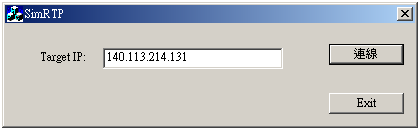 SimRTP
Target IP: 140.113.214.131 連線
Exit